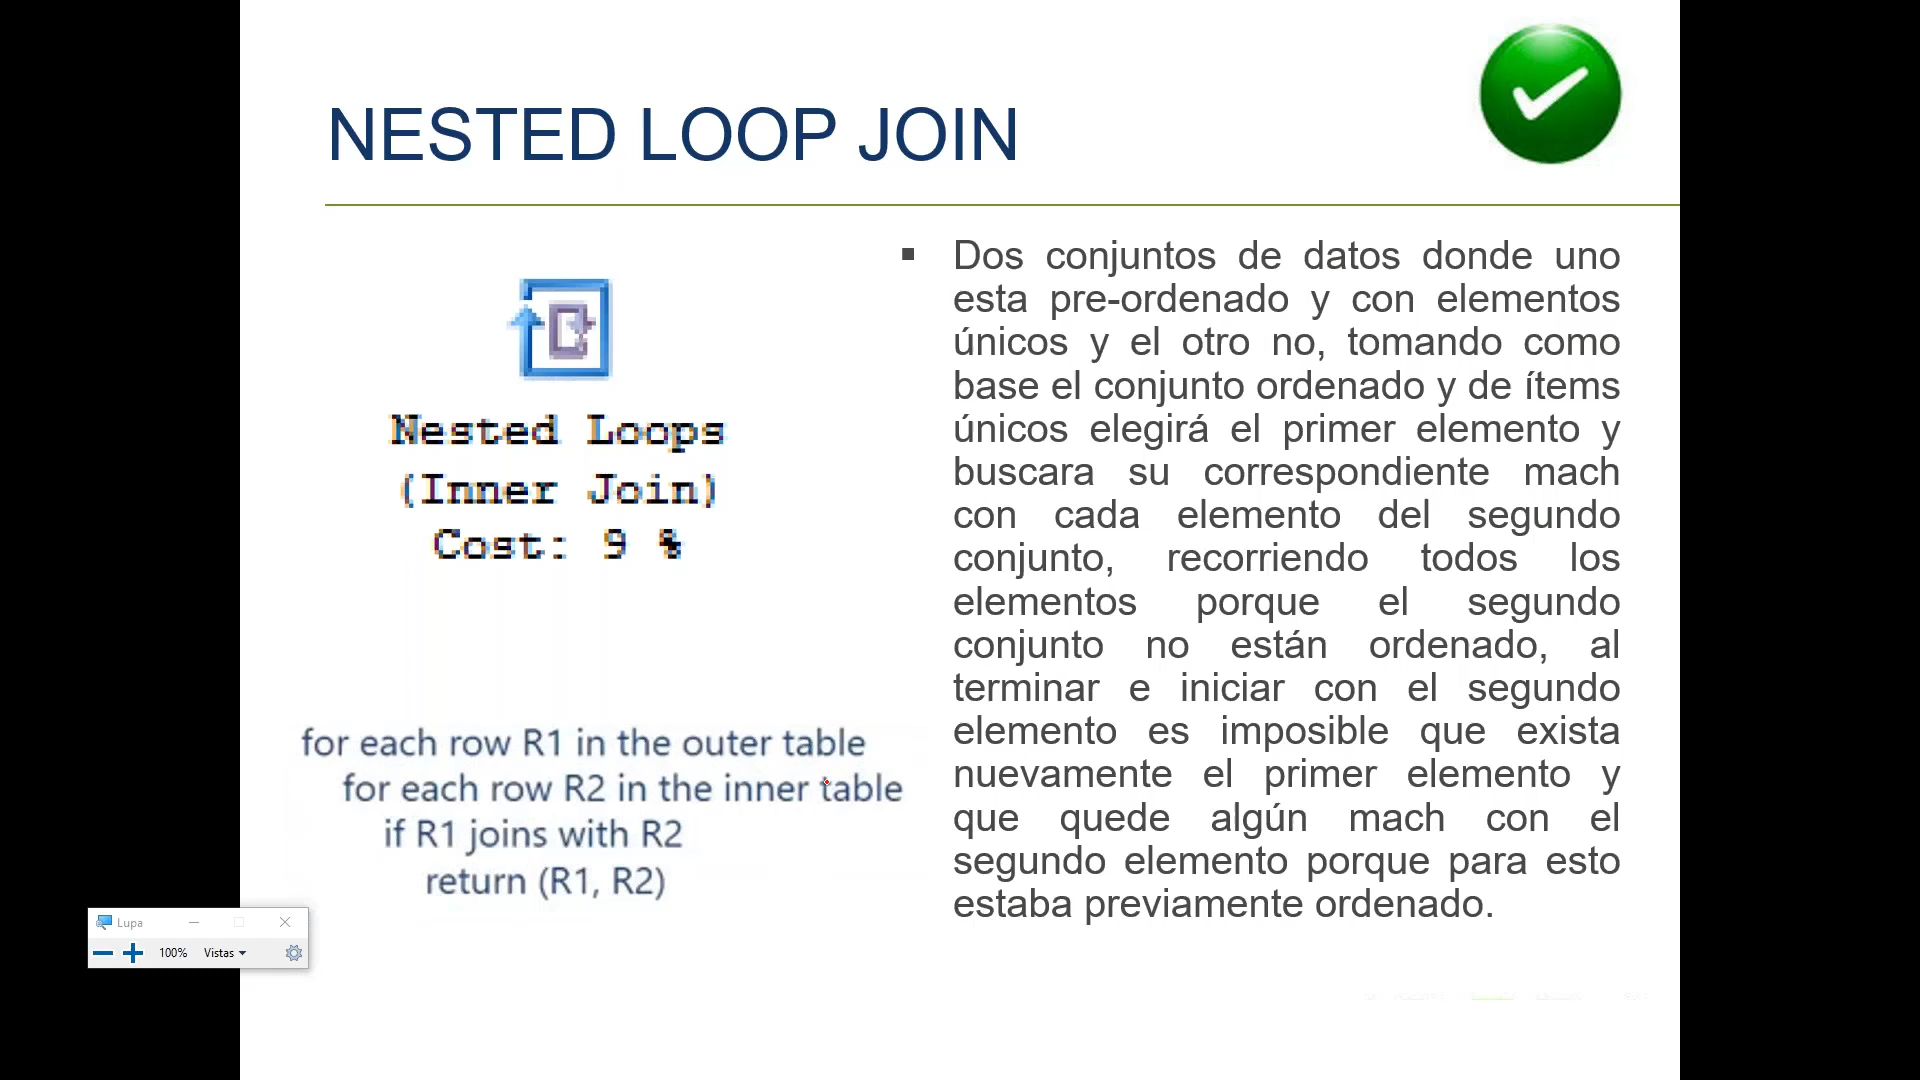 NESTED LOOP JOIN
Nested Loops
(Inner Join)
Cost: 9 %
for each row R1 in the outer table
for each row R2 in the inner table
if R1 joins with R2
return (R1, R2)
▪ Dos conjuntos de datos donde uno
esta pre-ordenado y con elementos
únicos y el otro no, tomando como
base el conjunto ordenado y de ítems
únicos elegirá el primer elemento y
buscara su correspondiente mach
con cada elemento del segundo
conjunto, recorriendo todos los
elementos porque el segundo
conjunto no están ordenado, al
terminar e iniciar con el segundo
elemento es imposible que exista
nuevamente el primer elemento y
que quede algún mach con el
segundo elemento porque para esto
estaba previamente ordenado.
Lupa
100% Vistas